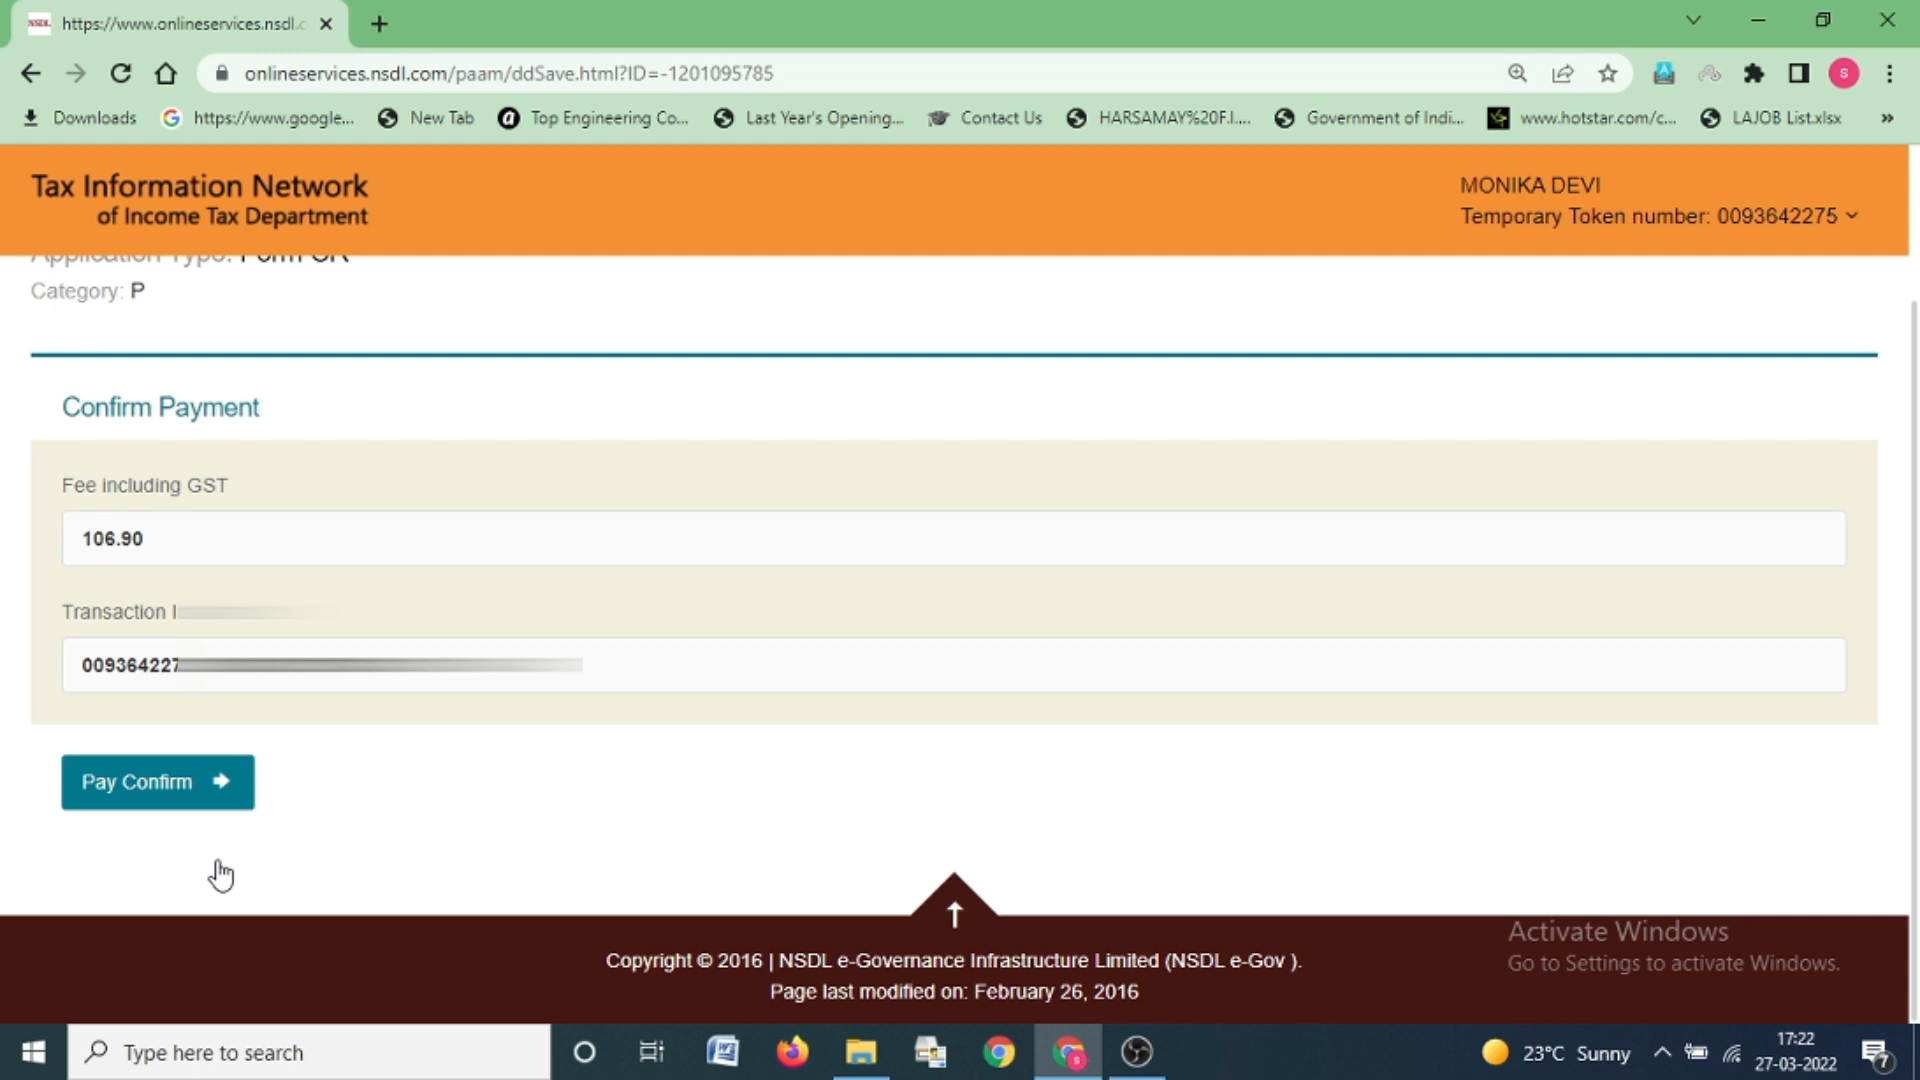 NSDL https://www.onlineservices.nsdl.c
onlineservices.nsdl.com/paam/ddSave.html?ID=-1201095785
S
Downloads https://www.google... New Tab Top Engineering Co... Last Year's Opening... Contact Us HARSAMAY%20F.I.... Government of Indi... www.hotstar.com/c... LAJOB List.xlsx »
Tax Information Network
of Income Tax Department
MONIKA DEVI
Temporary Token number: 0093642275
Category: P
Confirm Payment
Fee including GST
106.90
Transaction
009364227
Pay Confirm
Copyright © 2016 | NSDL e-Governance Infrastructure Limited (NSDL e-Gov ).
Page last modified on: February 26, 2016
Activate Windows
Go to Settings to activate Windows.
Type here to search
23°C Sunny
17:22
27-03-2022
7